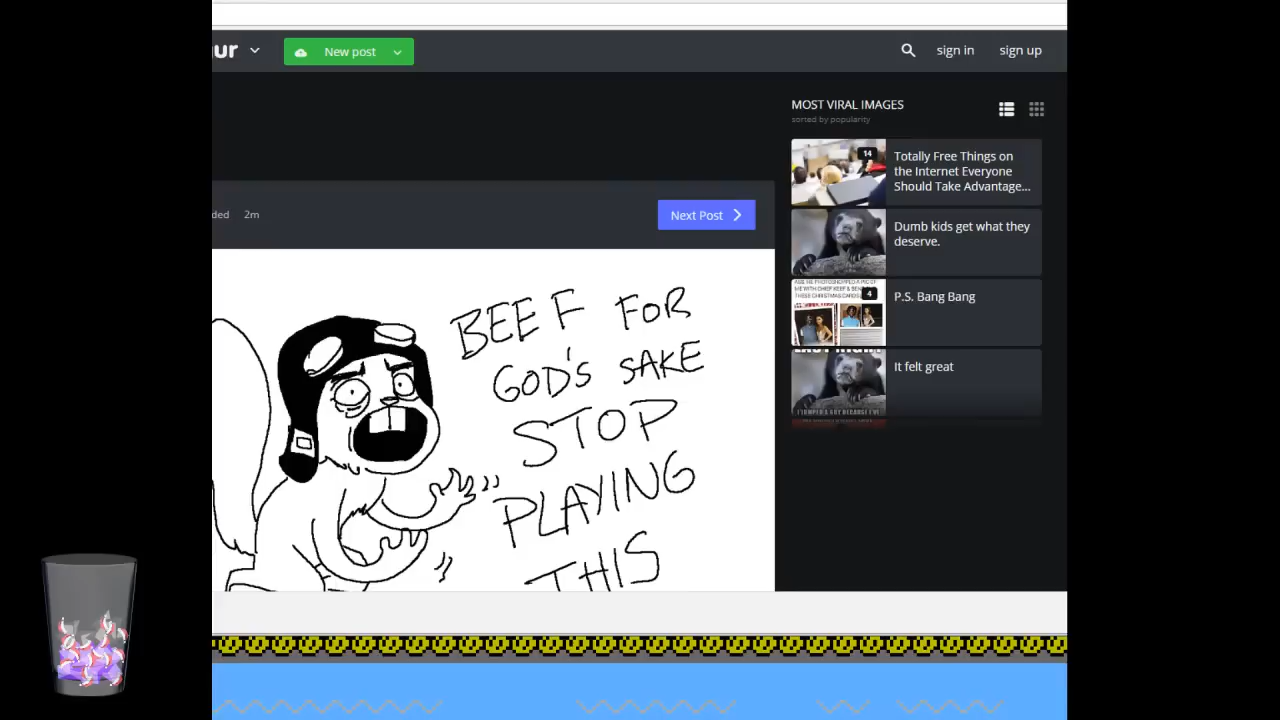 ur
New post
sign in
sign up
MOST VIRAL IMAGES
sorted by popularity
14
Totally Free Things on
the Internet Everyone
Should Take Advantage...
ded 2m
Next Post
Dumb kids get what they
deserve.
4
P.S. Bang Bang
It felt great
BEEF FOR
GOD'S SAKE
STOP
PLAYING
THIS